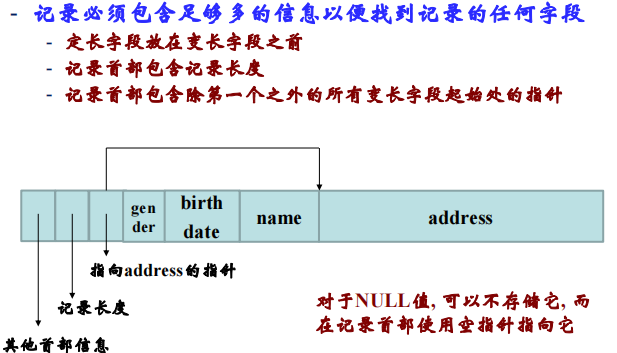 - 记录必须包含足够多的信息以便找到记录的任何字段
- 定长字段放在变长字段之前
- 记录首部包含记录长度
- 记录首部包含除第一个之外的所有变长字段起始处的指针
gen
der
birth
date
name
address
指向address的指针
记录长度
其他首部信息
对于NULL值, 可以不存储它, 而
在记录首部使用空指针指向它